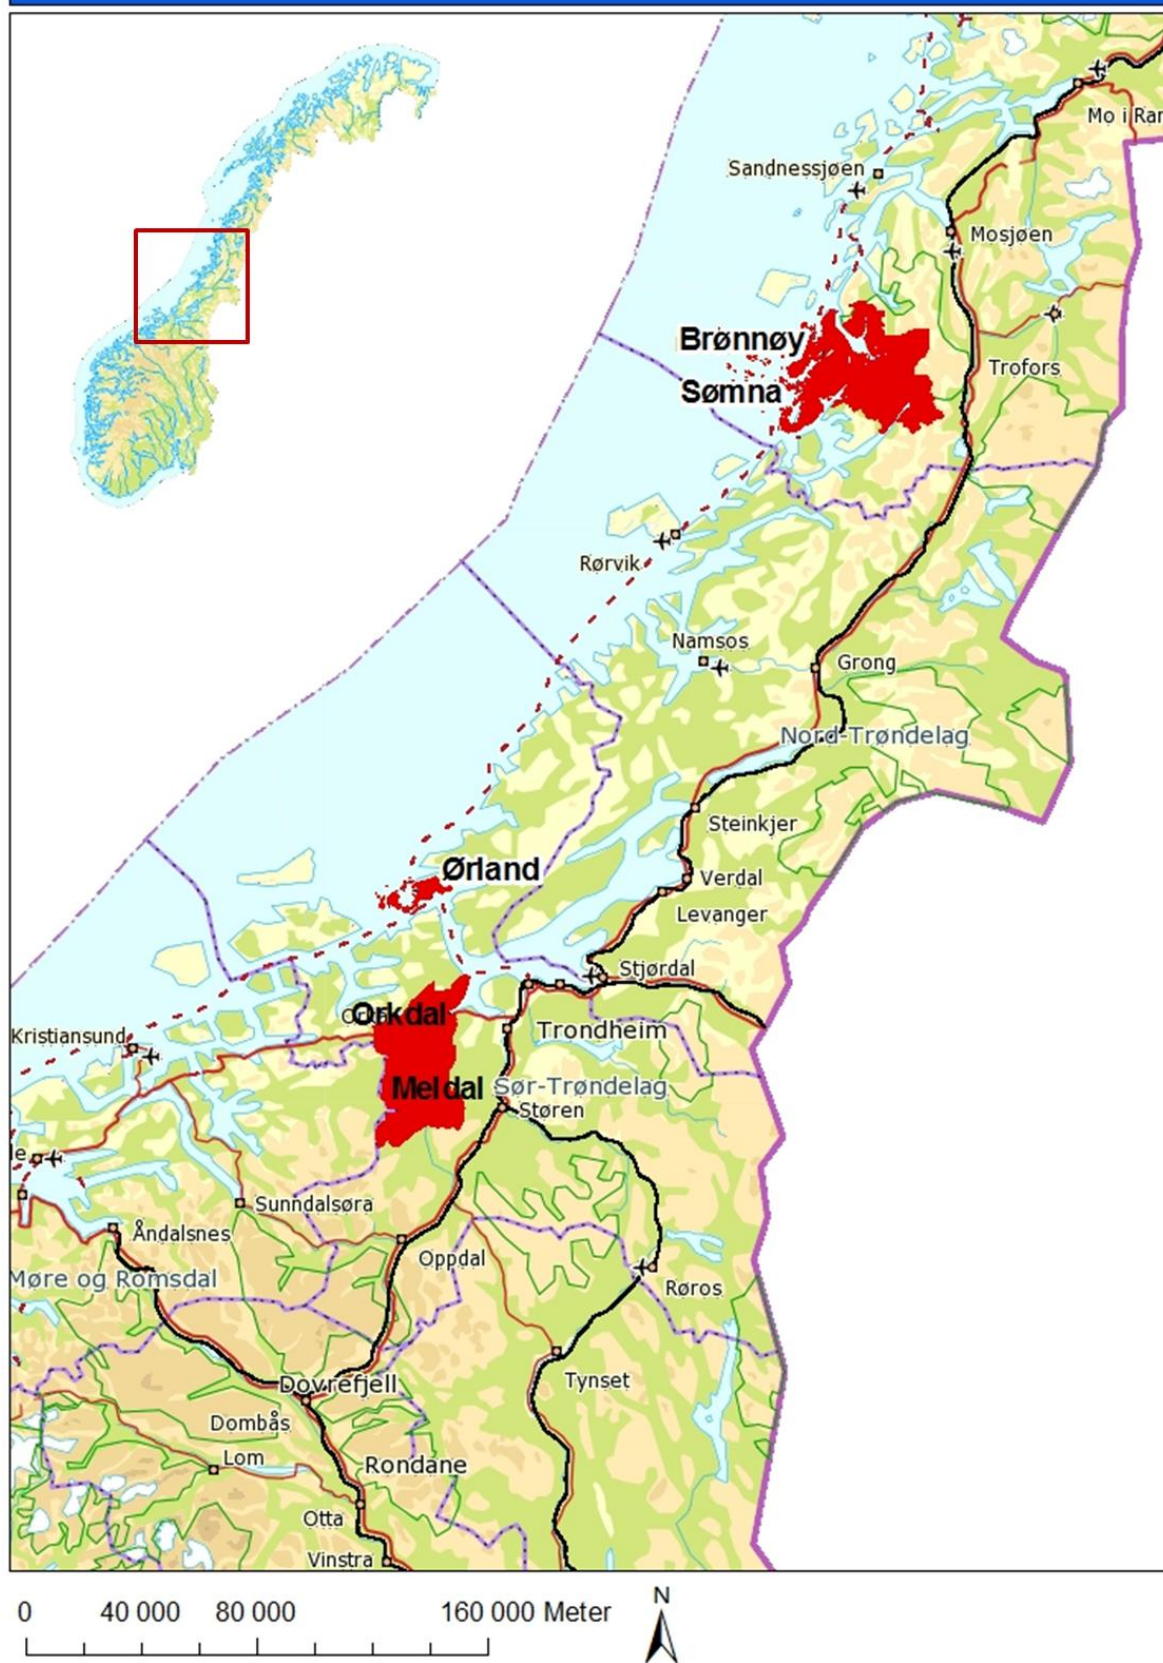 Mo i Ran
Sandnessjøen
Mosjøen
Brønnøy
Trofors
Sømna
Rørvik
Namsos
Grong
Nord-Trøndelag
Steinkjer
Ørland
Verdal
Levanger
Stjørdal
Orkdal
Kristiansund
Trondheim
Meldal
Sør-Trøndelag
Støren
le
Sunndalsøra
Åndalsnes
Oppdal
Møre og Romsdal
Røros
Tynset
Dovrefjell
Dombås
Lom
Rondane
Otta
Vinstra
0 40 000 80 000 160 000 Meter
N